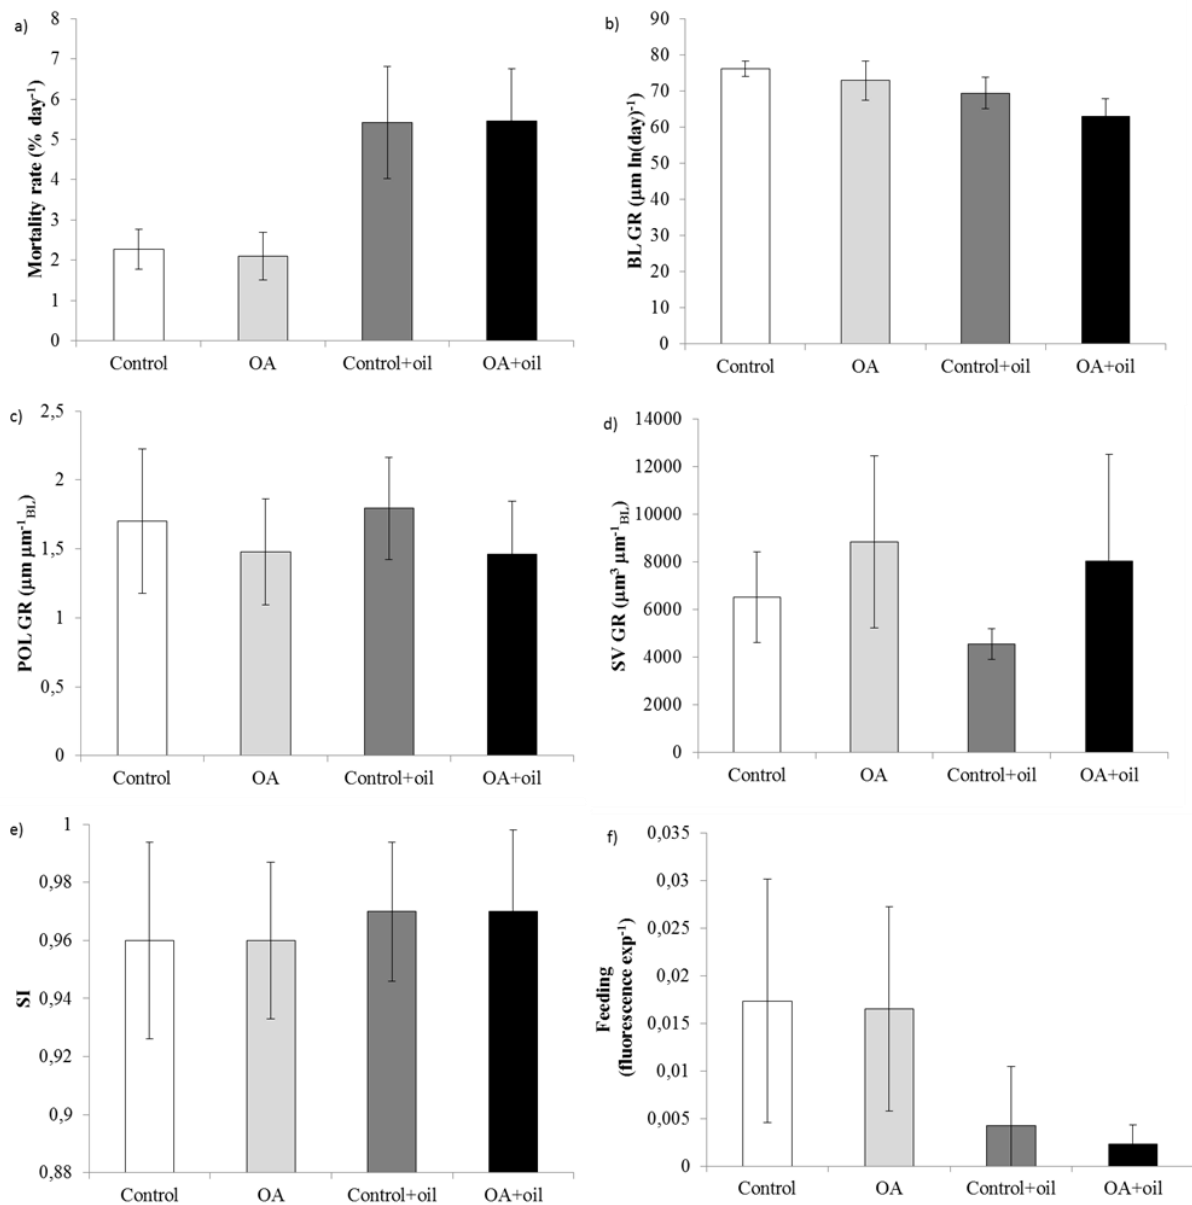 a)
Mortality rate (% day⁻¹)
8
7
6
5
4
3
2
1
0
Control OA Control+oil OA+oil
b)
BL GR (µm ln(day)⁻¹)
90
80
70
60
50
40
30
20
10
0
Control OA Control+oil OA+oil
c)
POL GR (µm µm⁻¹BL)
2,5
2
1,5
1
0,5
0
Control OA Control+oil OA+oil
d)
SV GR (µm³ µm⁻¹BL)
14000
12000
10000
8000
6000
4000
2000
0
Control OA Control+oil OA+oil
e)
SI
1
0,98
0,96
0,94
0,92
0,9
0,88
Control OA Control+oil OA+oil
f)
Feeding
(fluorescence exp⁻¹)
0,035
0,03
0,025
0,02
0,015
0,01
0,005
0
Control OA Control+oil OA+oil